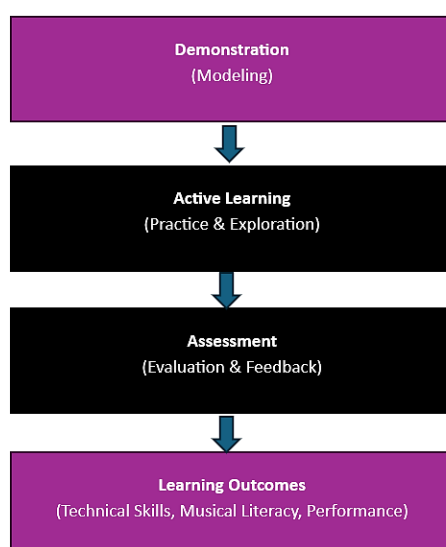 Demonstration
(Modeling)
Active Learning
(Practice & Exploration)
Assessment
(Evaluation & Feedback)
Learning Outcomes
(Technical Skills, Musical Literacy, Performance)